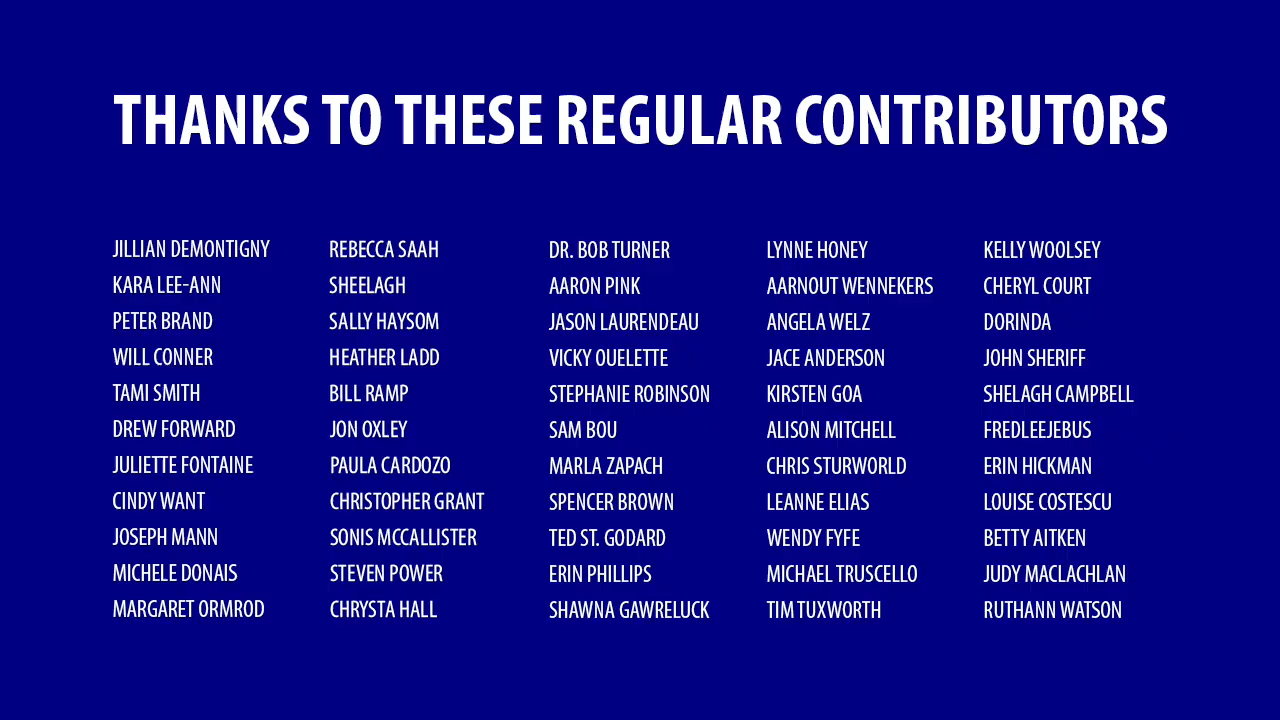 THANKS TO THESE REGULAR CONTRIBUTORS
JILLIAN DEMONTIGNY
KARA LEE-ANN
PETER BRAND
WILL CONNER
TAMI SMITH
DREW FORWARD
JULIETTE FONTAINE
CINDY WANT
JOSEPH MANN
MICHELE DONAIS
MARGARET ORMROD
REBECCA SAAH
SHEELAGH
SALLY HAYSOM
HEATHER LADD
BILL RAMP
JON OXLEY
PAULA CARDOZO
CHRISTOPHER GRANT
SONIS MCCALLISTER
STEVEN POWER
CHRYSTA HALL
DR. BOB TURNER
AARON PINK
JASON LAURENDEAU
VICKY OUELETTE
STEPHANIE ROBINSON
SAM BOU
MARLA ZAPACH
SPENCER BROWN
TED ST. GODARD
ERIN PHILLIPS
SHAWNA GAWRELUCK
LYNNE HONEY
AARNOUT WENNEKERS
ANGELA WELZ
JACE ANDERSON
KIRSTEN GOA
ALISON MITCHELL
CHRIS STURWORLD
LEANNE ELIAS
WENDY FYFE
MICHAEL TRUSCELLO
TIM TUXWORTH
KELLY WOOLSEY
CHERYL COURT
DORINDA
JOHN SHERIFF
SHELAGH CAMPBELL
FREDLEEJEBUS
ERIN HICKMAN
LOUISE COSTESCU
BETTY AITKEN
JUDY MACLACHLAN
RUTHANN WATSON